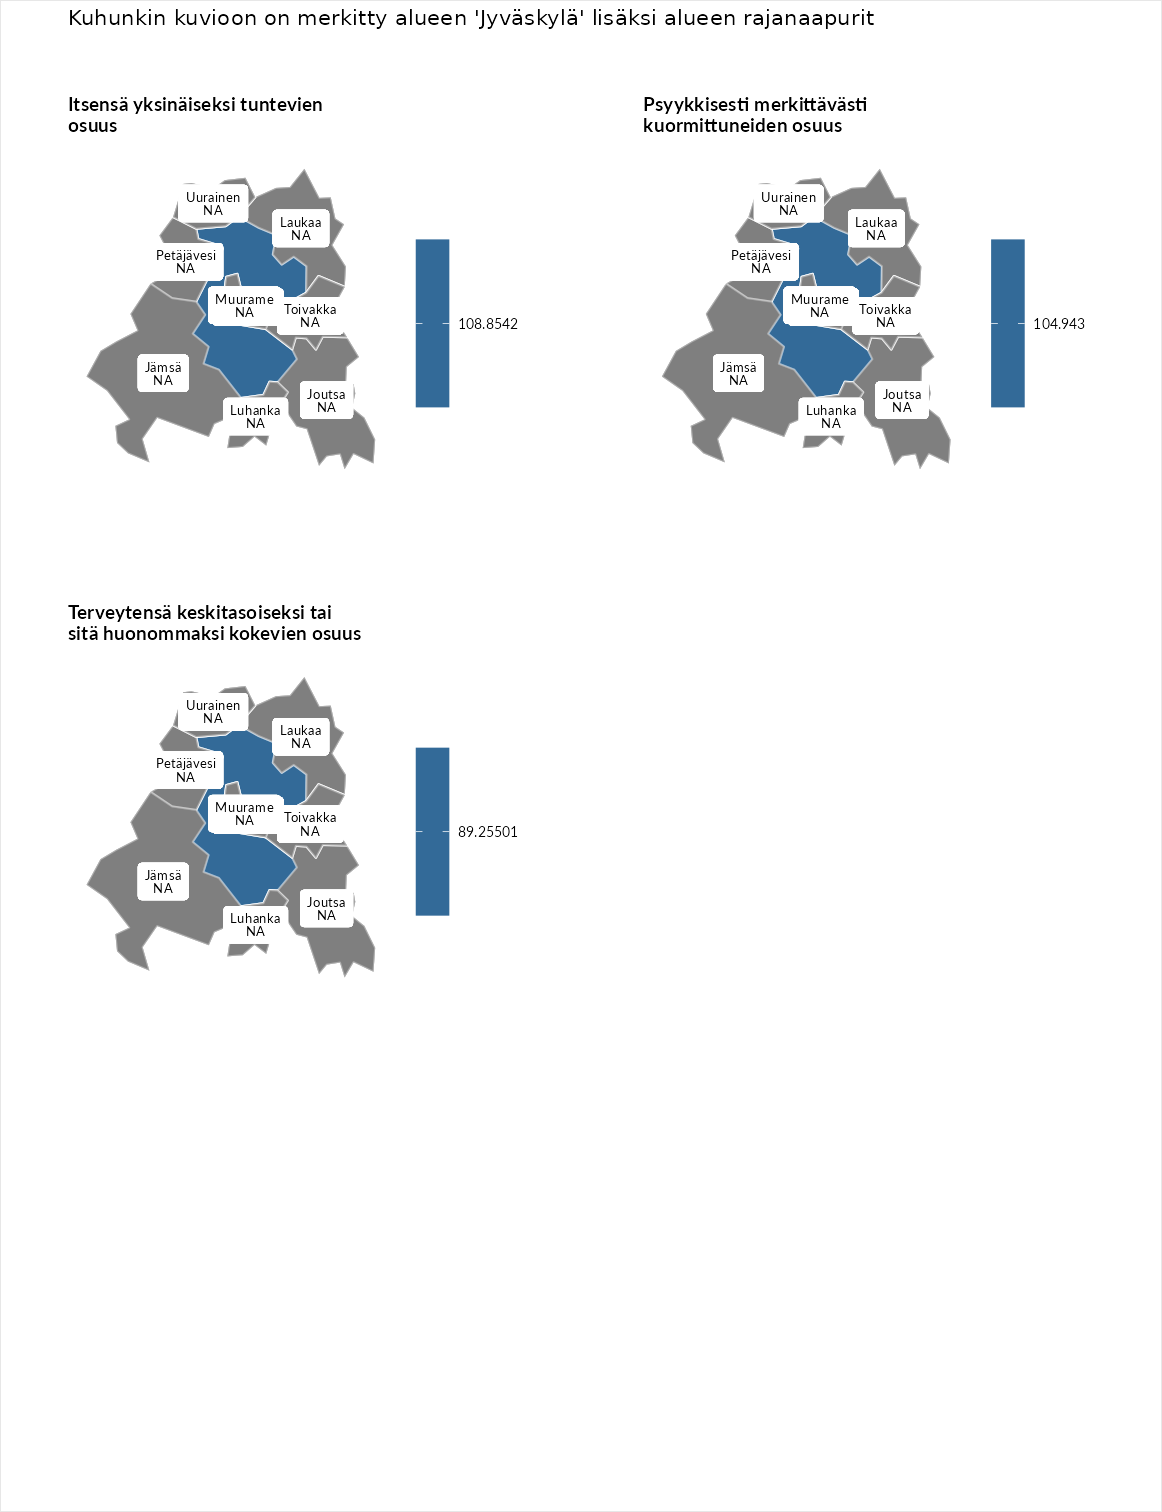 Kuhunkin kuvioon on merkitty alueen 'Jyväskylä' lisäksi alueen rajanaapurit
Itsensä yksinäiseksi tuntevien
osuus
Uurainen
NA
Laukaa
NA
Petäjävesi
NA
Muurame
NA
Toivakka
NA
Jämsä
NA
Joutsa
NA
Luhanka
NA
108.8542
Psyykkisesti merkittävästi
kuormittuneiden osuus
Uurainen
NA
Laukaa
NA
Petäjävesi
NA
Muurame
NA
Toivakka
NA
Jämsä
NA
Joutsa
NA
Luhanka
NA
104.943
Terveytensä keskitasoiseksi tai
sitä huonommaksi kokevien osuus
Uurainen
NA
Laukaa
NA
Petäjävesi
NA
Muurame
NA
Toivakka
NA
Jämsä
NA
Joutsa
NA
Luhanka
NA
89.25501